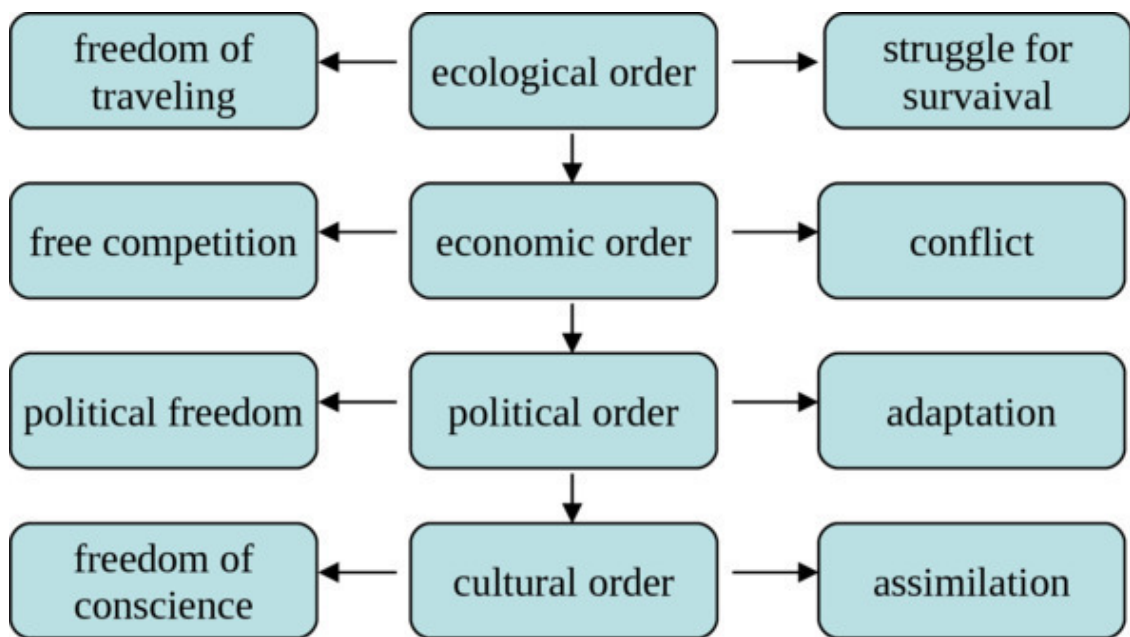 freedom of
traveling
ecological order
struggle for
survaival
free competition
economic order
conflict
political freedom
political order
adaptation
freedom of
conscience
cultural order
assimilation